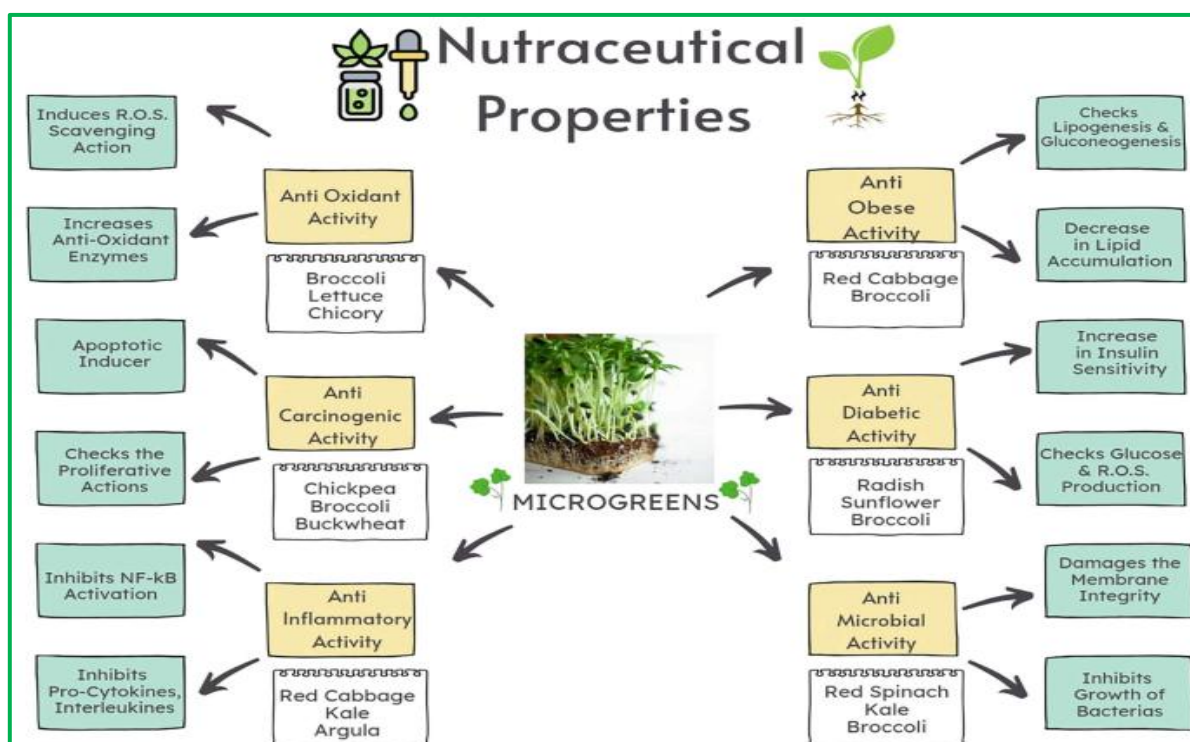 Nutraceutical
Properties
Induces R.O.S.
Scavenging
Action
Increases
Anti-Oxidant
Enzymes
Anti Oxidant
Activity
Broccoli
Lettuce
Chicory
Apoptotic
Inducer
Checks the
Proliferative
Actions
Anti
Carcinogenic
Activity
Chickpea
Broccoli
Buckwheat
Inhibits NF-kB
Activation
Inhibits
Pro-Cytokines,
Interleukines
Anti
Inflammatory
Activity
Red Cabbage
Kale
Argula
MICROGREENS
Anti
Obese
Activity
Red Cabbage
Broccoli
Checks
Lipogenesis &
Gluconeogenesis
Decrease
in Lipid
Accumulation
Anti
Diabetic
Activity
Radish
Sunflower
Broccoli
Increase
in Insulin
Sensitivity
Checks Glucose
& R.O.S.
Production
Anti
Microbial
Activity
Red Spinach
Kale
Broccoli
Damages the
Membrane
Integrity
Inhibits
Growth of
Bacterias